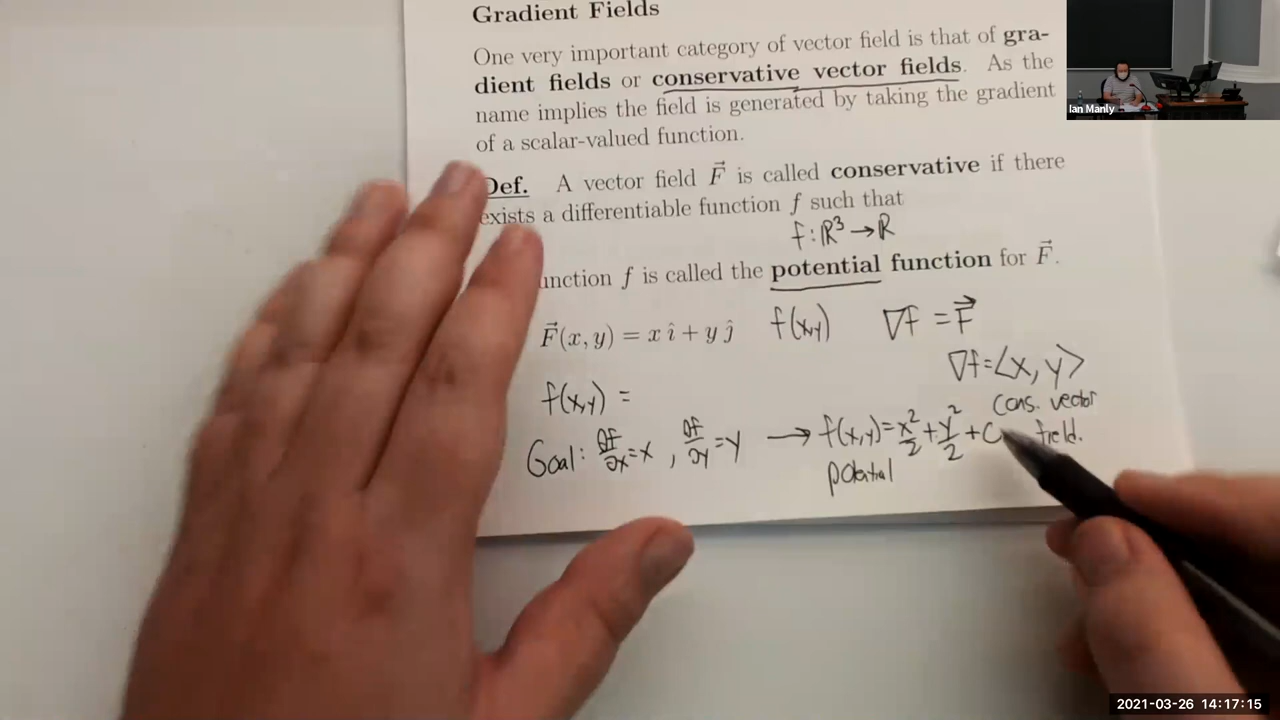 Gradient Fields
One very important category of vector field is that of gra-
dient fields or conservative vector fields. As the
name implies the field is generated by taking the gradient
of a scalar-valued function.
Def. A vector field F⃗ is called conservative if there
exists a differentiable function f such that
f : ℝ³ → ℝ
unction f is called the potential function for F⃗.
F⃗(x, y) = x î + y ĵ f(x,y) ∇f = F⃗
∇f = ⟨x, y⟩
f(x,y) = cons. vector
field.
Goal: ∂f/∂x = x , ∂f/∂y = y → f(x,y) = x²/2 + y²/2 + C
potential
Ian Manly
2021-03-26 14:17:15